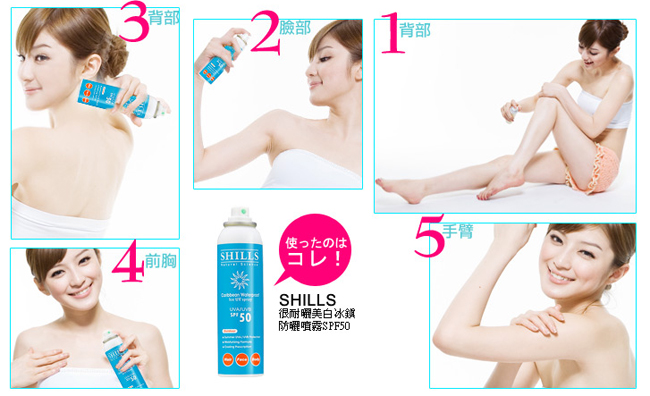 3 背部
2 臉部
1 背部
4 前胸
5 手臂
使ったのは
コレ！
SHILLS
很耐曬美白冰鎮
防曬噴霧SPF50
SHILLS
UVA/UVB
SPF 50